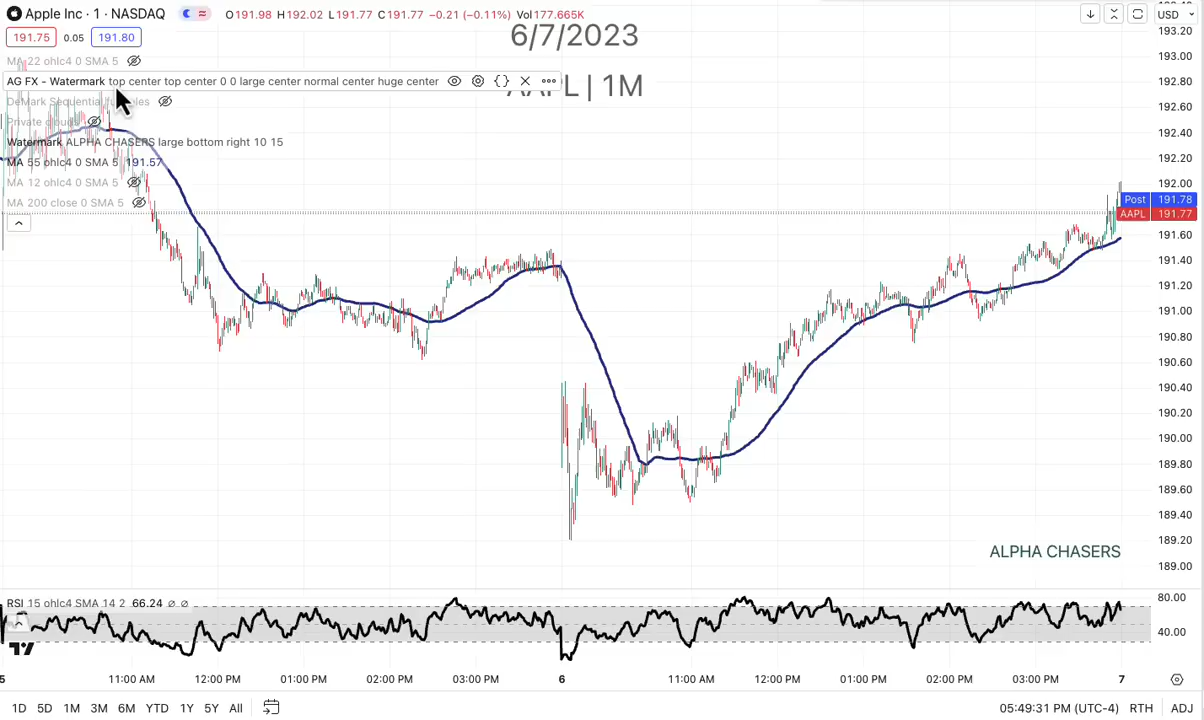 Apple Inc · 1 · NASDAQ O191.98 H192.02 L191.77 C191.77 −0.21 (−0.11%) Vol177.665K
USD
193.20
6/7/2023
191.75 0.05 191.80
MA 22 ohlc4 0 SMA 5
193.00
AG FX - Watermark top center top center 0 0 large center normal center huge center
192.80
AAPL | 1M
DeMark Sequential
192.60
Private clouds
192.40
Watermark ALPHA CHASERS large bottom right 10 15
MA 55 ohlc4 0 SMA 5 191.57
192.20
MA 12 ohlc4 0 SMA 5
192.00
MA 200 close 0 SMA 5
Post 191.78
AAPL 191.77
191.60
191.40
191.20
191.00
190.80
190.60
190.40
190.20
190.00
189.80
189.60
189.40
189.20
ALPHA CHASERS
189.00
RSI 15 ohlc4 SMA 14 2 66.24 ∅ ∅
80.00
40.00
5 11:00 AM 12:00 PM 01:00 PM 02:00 PM 03:00 PM 6 11:00 AM 12:00 PM 01:00 PM 02:00 PM 03:00 PM 7
1D 5D 1M 3M 6M YTD 1Y 5Y All 05:49:31 PM (UTC-4) RTH ADJ